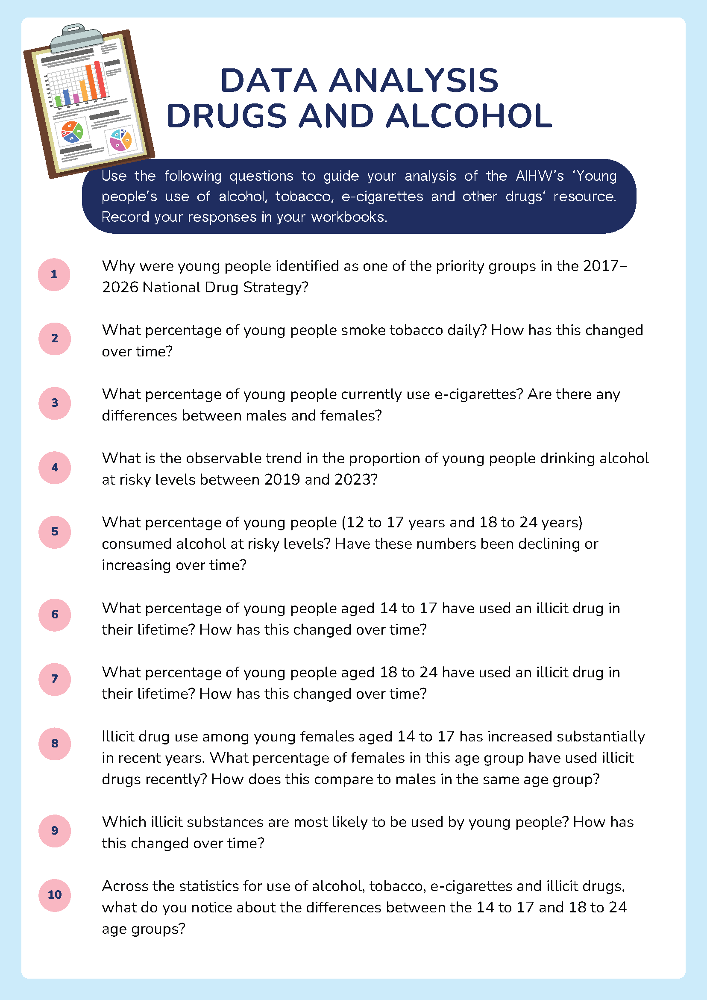 DATA ANALYSIS
DRUGS AND ALCOHOL
Use the following questions to guide your analysis of the AIHW's 'Young
people's use of alcohol, tobacco, e-cigarettes and other drugs' resource.
Record your responses in your workbooks.
1
Why were young people identified as one of the priority groups in the 2017–
2026 National Drug Strategy?
2
What percentage of young people smoke tobacco daily? How has this changed
over time?
3
What percentage of young people currently use e-cigarettes? Are there any
differences between males and females?
4
What is the observable trend in the proportion of young people drinking alcohol
at risky levels between 2019 and 2023?
5
What percentage of young people (12 to 17 years and 18 to 24 years)
consumed alcohol at risky levels? Have these numbers been declining or
increasing over time?
6
What percentage of young people aged 14 to 17 have used an illicit drug in
their lifetime? How has this changed over time?
7
What percentage of young people aged 18 to 24 have used an illicit drug in
their lifetime? How has this changed over time?
8
Illicit drug use among young females aged 14 to 17 has increased substantially
in recent years. What percentage of females in this age group have used illicit
drugs recently? How does this compare to males in the same age group?
9
Which illicit substances are most likely to be used by young people? How has
this changed over time?
10
Across the statistics for use of alcohol, tobacco, e-cigarettes and illicit drugs,
what do you notice about the differences between the 14 to 17 and 18 to 24
age groups?